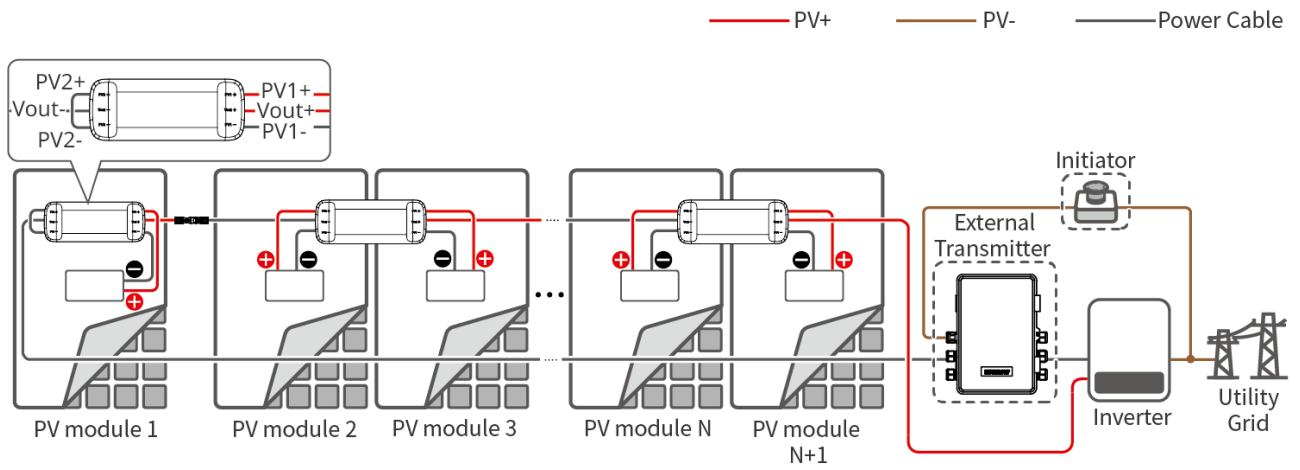 PV+
PV-
Power Cable
PV2+
Vout-
PV2-
PV1+
Vout+
PV1-
Initiator
External
Transmitter
PV module 1
PV module 2
PV module 3
PV module N
PV module
N+1
Inverter
Utility
Grid